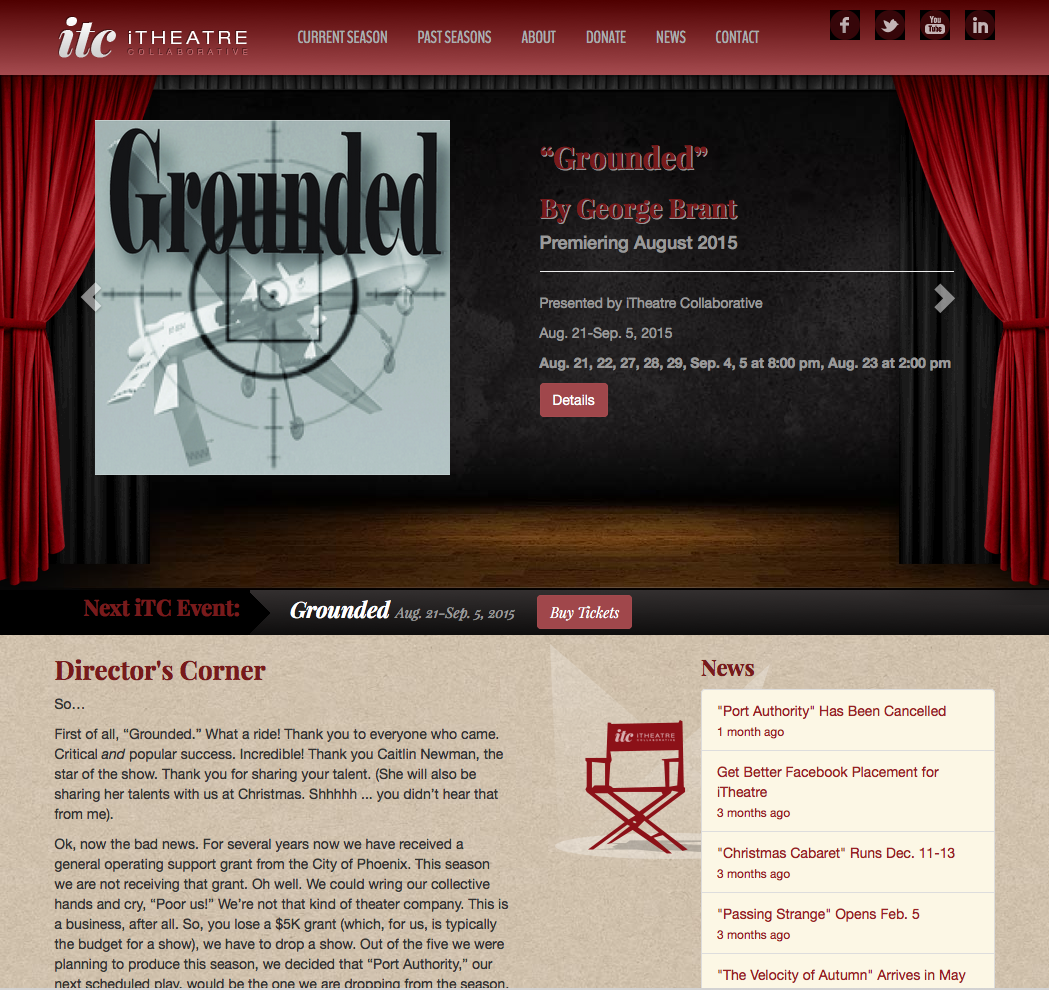 itc iTHEATRE
COLLABORATIVE
CURRENT SEASON PAST SEASONS ABOUT DONATE NEWS CONTACT
f You Tube in
Grounded
“Grounded”
By George Brant
Premiering August 2015
Presented by iTheatre Collaborative
Aug. 21-Sep. 5, 2015
Aug. 21, 22, 27, 28, 29, Sep. 4, 5 at 8:00 pm, Aug. 23 at 2:00 pm
Details
Next iTC Event: Grounded Aug. 21-Sep. 5, 2015 Buy Tickets
Director's Corner
So…
First of all, “Grounded.” What a ride! Thank you to everyone who came.
Critical and popular success. Incredible! Thank you Caitlin Newman, the
star of the show. Thank you for sharing your talent. (She will also be
sharing her talents with us at Christmas. Shhhhh ... you didn’t hear that
from me).
Ok, now the bad news. For several years now we have received a
general operating support grant from the City of Phoenix. This season
we are not receiving that grant. Oh well. We could wring our collective
hands and cry, “Poor us!” We’re not that kind of theater company. This is
a business, after all. So, you lose a $5K grant (which, for us, is typically
the budget for a show), we have to drop a show. Out of the five we were
planning to produce this season, we decided that “Port Authority,” our
next scheduled play, would be the one we are dropping from the season.
itc iTHEATRE
COLLABORATIVE
News
"Port Authority" Has Been Cancelled
1 month ago
Get Better Facebook Placement for
iTheatre
3 months ago
"Christmas Cabaret" Runs Dec. 11-13
3 months ago
"Passing Strange" Opens Feb. 5
3 months ago
"The Velocity of Autumn" Arrives in May